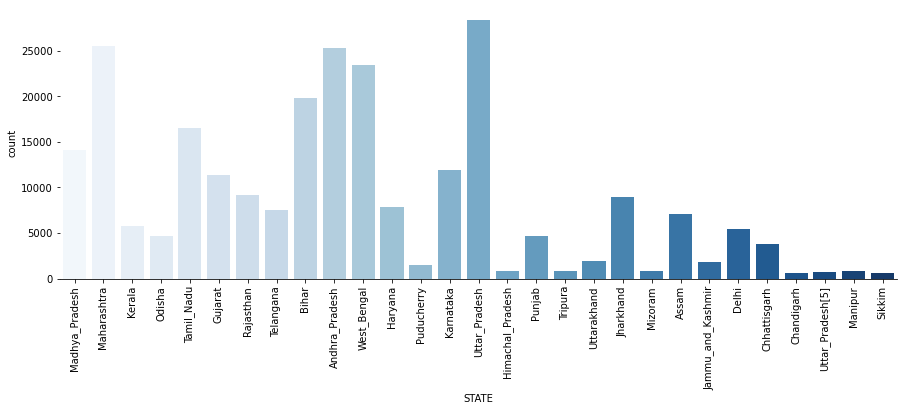 count
25000
20000
15000
10000
5000
0
Madhya_Pradesh
Maharashtra
Kerala
Odisha
Tamil_Nadu
Gujarat
Rajasthan
Telangana
Bihar
Andhra_Pradesh
West_Bengal
Haryana
Puducherry
Karnataka
Uttar_Pradesh
Himachal_Pradesh
Punjab
Tripura
Uttarakhand
Jharkhand
Mizoram
Assam
Jammu_and_Kashmir
Delhi
Chhattisgarh
Chandigarh
Uttar_Pradesh[5]
Manipur
Sikkim
STATE